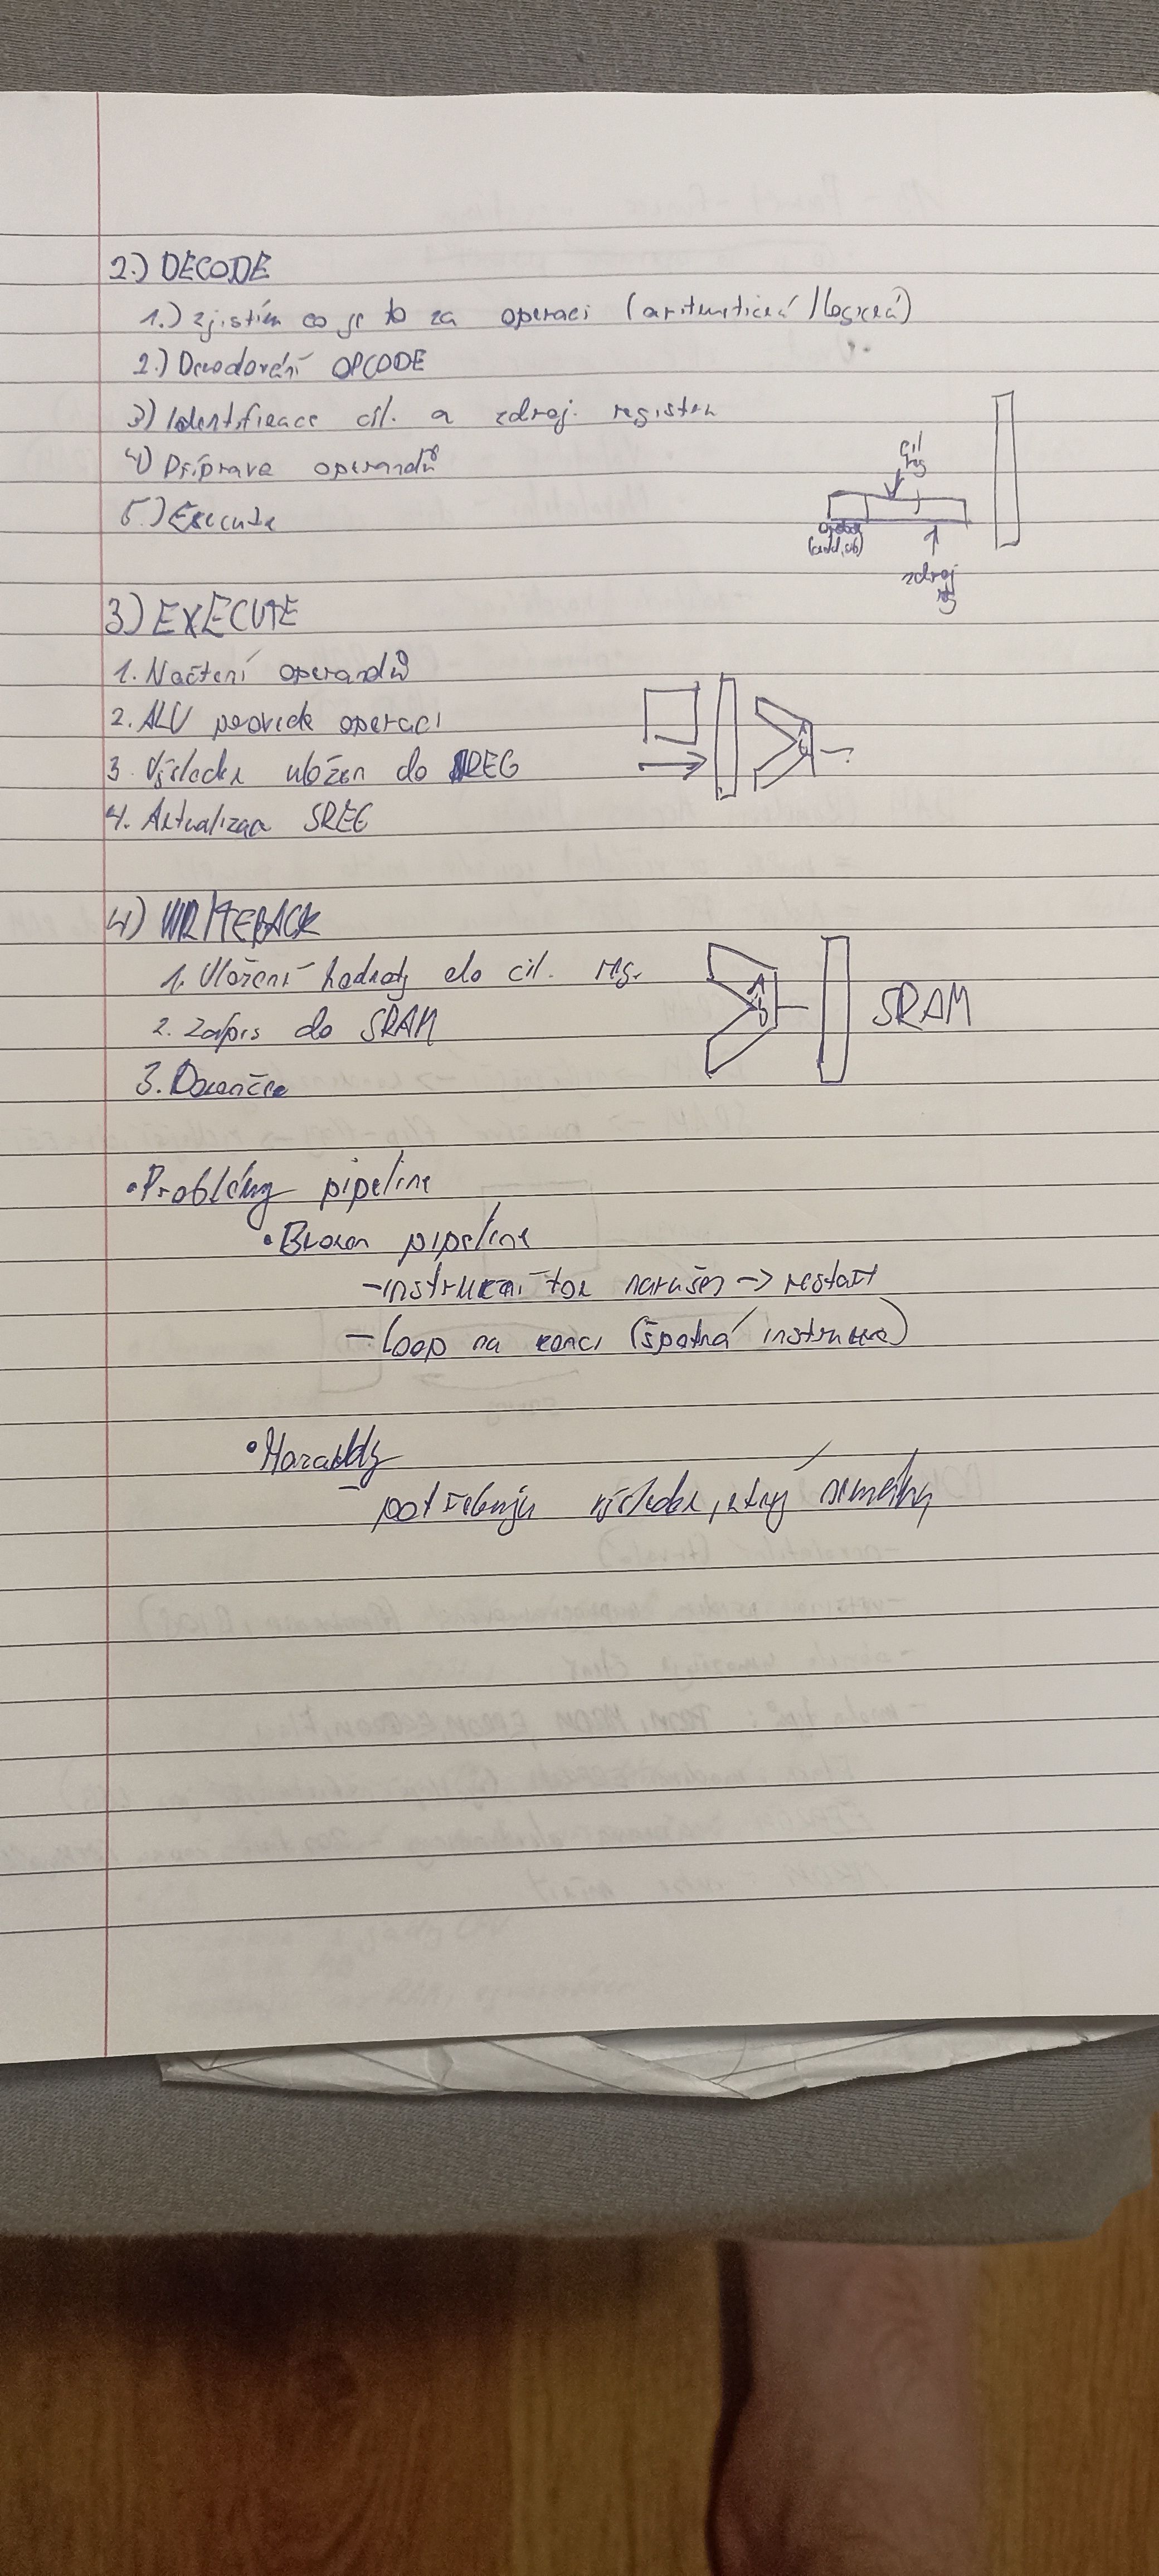 2.) DECODE
1.) zjistím co je to za operaci (aritmetická/logická)
2.) Dekódování OPCODE
3) Identifikace cíl. a zdroj. registru
4) Příprava operandů
5.) Execute
cíl
rg
opcode
(add, sub)
zdroj
rg
3) EXECUTE
1. Načtení operandů
2. ALU provede operaci
3. Výsledek uložen do REG
4. Aktualizace SREG
4) WRITEBACK
1. Uložení hodnoty do cíl. reg.
2. Zápis do SRAM
3. Dokončeno
SRAM
•Problémy pipeline
•Broken pipeline
-instrukční tok narušen -> restart
- Loop na konci (špatná instrukce)
•Hazardy
- potřebuju výsledek, který nemáme